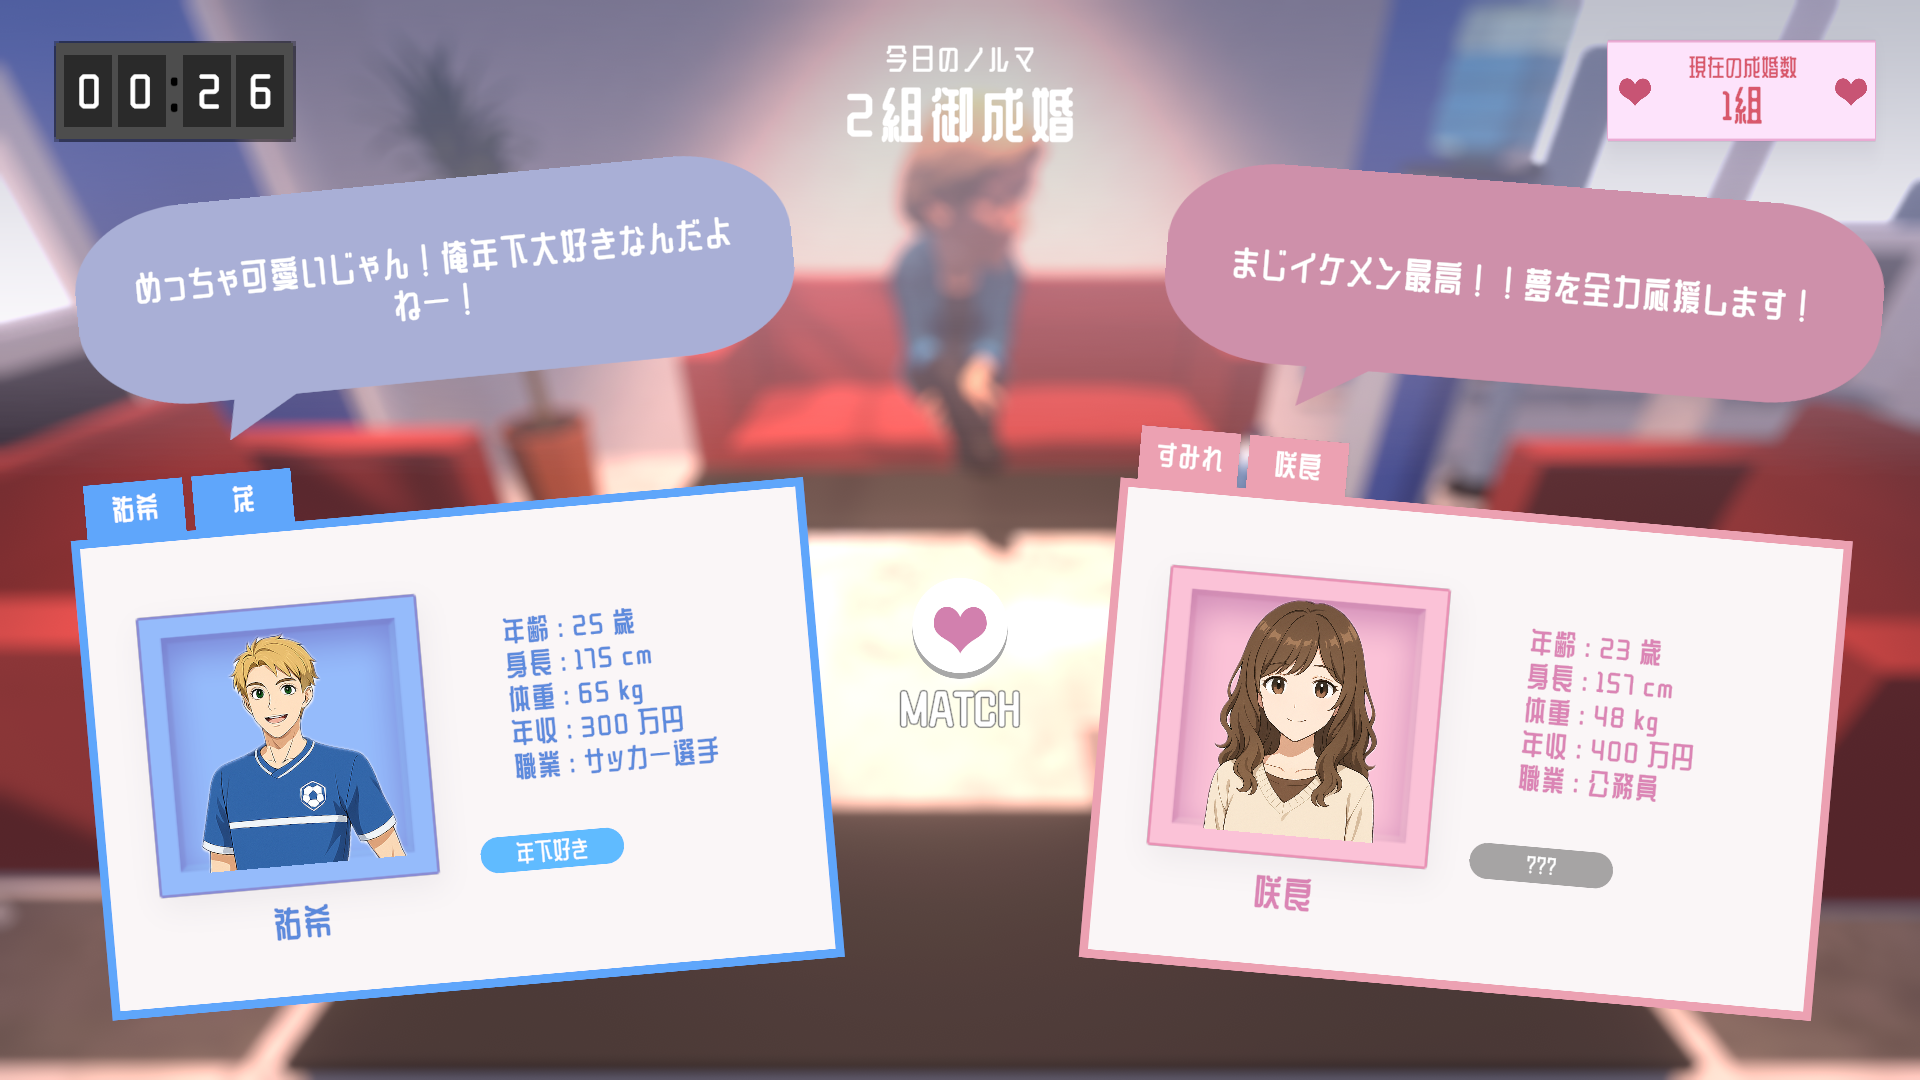 00:26
今日のノルマ
2組御成婚
現在の成婚数
1組
めっちゃ可愛いじゃん！俺年下大好きなんだよ
ねー！
まじイケメン最高！！夢を全力応援します！
祐希
茂
年齢：25 歳
身長：175 cm
体重：65 kg
年収：300 万円
職業：サッカー選手
年下好き
祐希
MATCH
すみれ
咲良
年齢：23 歳
身長：157 cm
体重：48 kg
年収：400 万円
職業：公務員
???
咲良